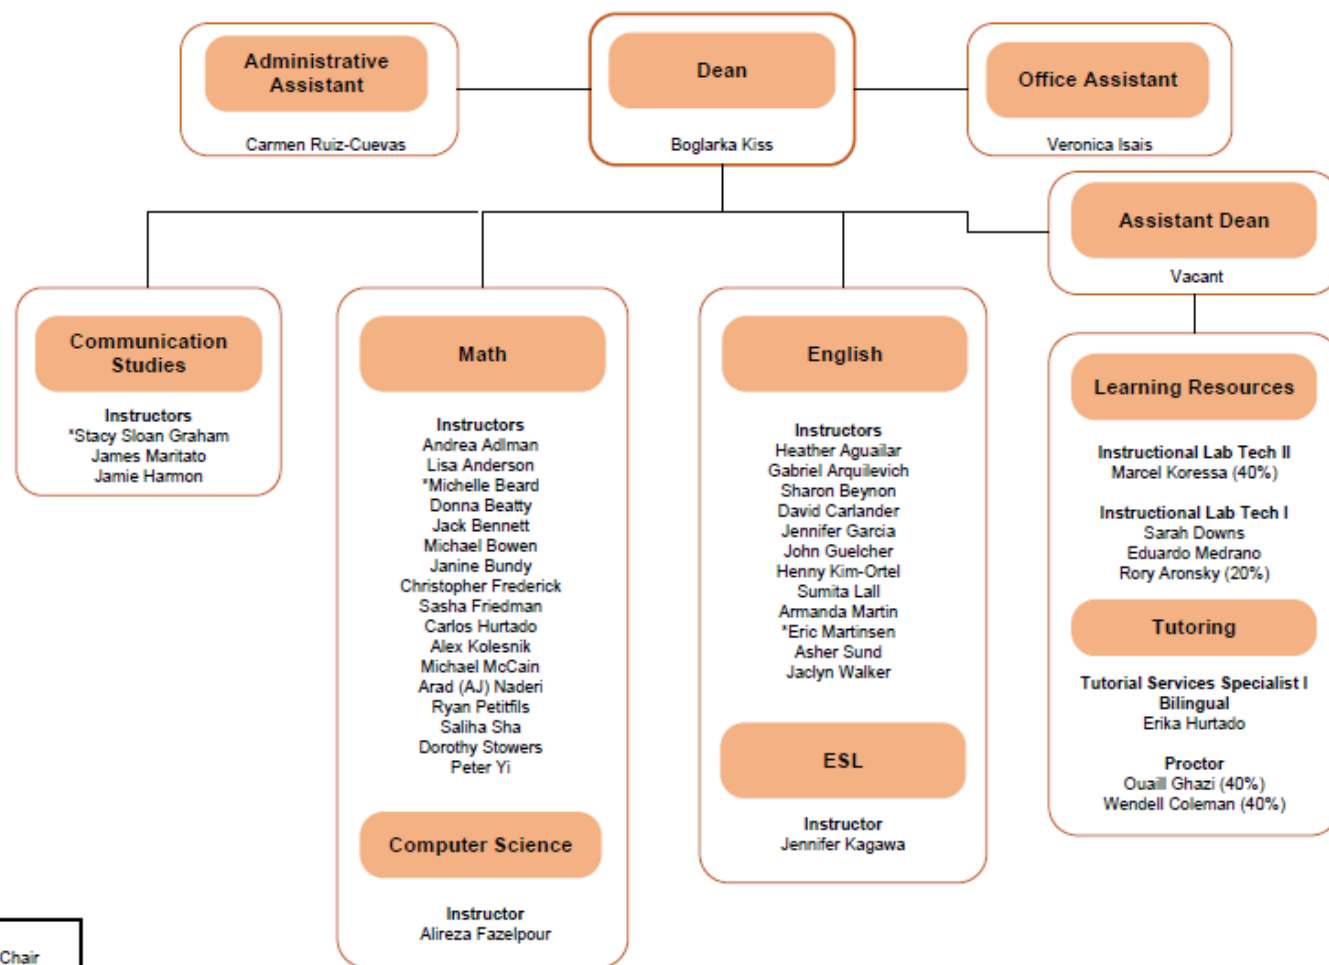 Administrative
Assistant
Carmen Ruiz-Cuevas
Dean
Boglarka Kiss
Office Assistant
Veronica Isais
Assistant Dean
Vacant
Communication
Studies
Instructors
*Stacy Sloan Graham
James Maritato
Jamie Harmon
Math
Instructors
Andrea Adlman
Lisa Anderson
*Michelle Beard
Donna Beatty
Jack Bennett
Michael Bowen
Janine Bundy
Christopher Frederick
Sasha Friedman
Carlos Hurtado
Alex Kolesnik
Michael McCain
Arad (AJ) Naderi
Ryan Petitfils
Saliha Sha
Dorothy Stowers
Peter Yi
Computer Science
Instructor
Alireza Fazelpour
English
Instructors
Heather Aguailar
Gabriel Arquilevich
Sharon Beynon
David Carlander
Jennifer Garcia
John Guelcher
Henny Kim-Ortel
Sumita Lall
Armanda Martin
*Eric Martinsen
Asher Sund
Jaclyn Walker
ESL
Instructor
Jennifer Kagawa
Learning Resources
Instructional Lab Tech II
Marcel Koressa (40%)
Instructional Lab Tech I
Sarah Downs
Eduardo Medrano
Rory Aronsky (20%)
Tutoring
Tutorial Services Specialist I
Bilingual
Erika Hurtado
Proctor
Ouaill Ghazi (40%)
Wendell Coleman (40%)
Chair